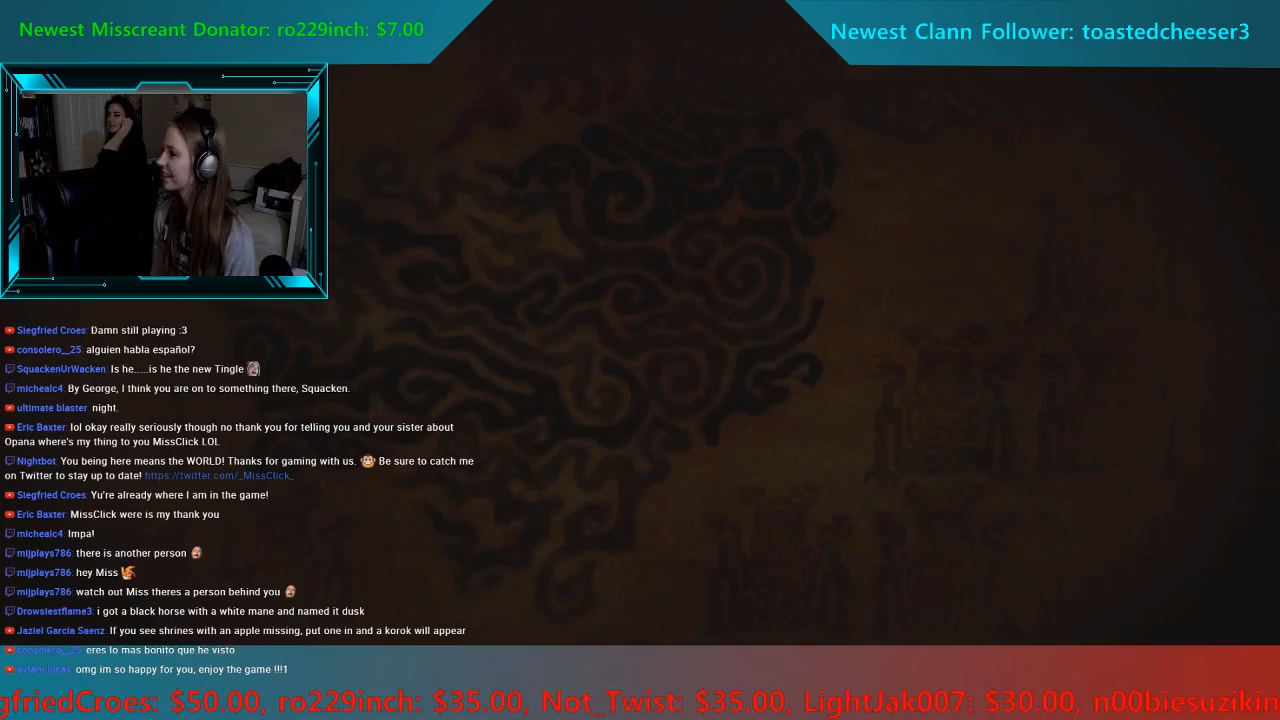 Newest Misscreant Donator: ro229inch: $7.00
Newest Clann Follower: toastedcheeser3
Siegfried Croes: Damn still playing :3
consolero__25: alguien habla español?
SquackenUrWacken: Is he.....is he the new Tingle
michealc4: By George, I think you are on to something there, Squacken.
ultimate blaster: night.
Eric Baxter: lol okay really seriously though no thank you for telling you and your sister about
Opana where's my thing to you MissClick LOL
Nightbot: You being here means the WORLD! Thanks for gaming with us. Be sure to catch me
on Twitter to stay up to date! https://twitter.com/_MissClick_
Siegfried Croes: Yu're already where I am in the game!
Eric Baxter: MissClick were is my thank you
michealc4: Impa!
mijplays786: there is another person
mijplays786: hey Miss
mijplays786: watch out Miss theres a person behind you
Drowsiestflame3: i got a black horse with a white mane and named it dusk
Jaziel Garcia Saenz: If you see shrines with an apple missing, put one in and a korok will appear
consolero__25: eres lo mas bonito que he visto
avram lucas: omg im so happy for you, enjoy the game !!!1
gfriedCroes: $50.00, ro229inch: $35.00, Not_Twist: $35.00, LightJak007: $30.00, n00biesuzikin